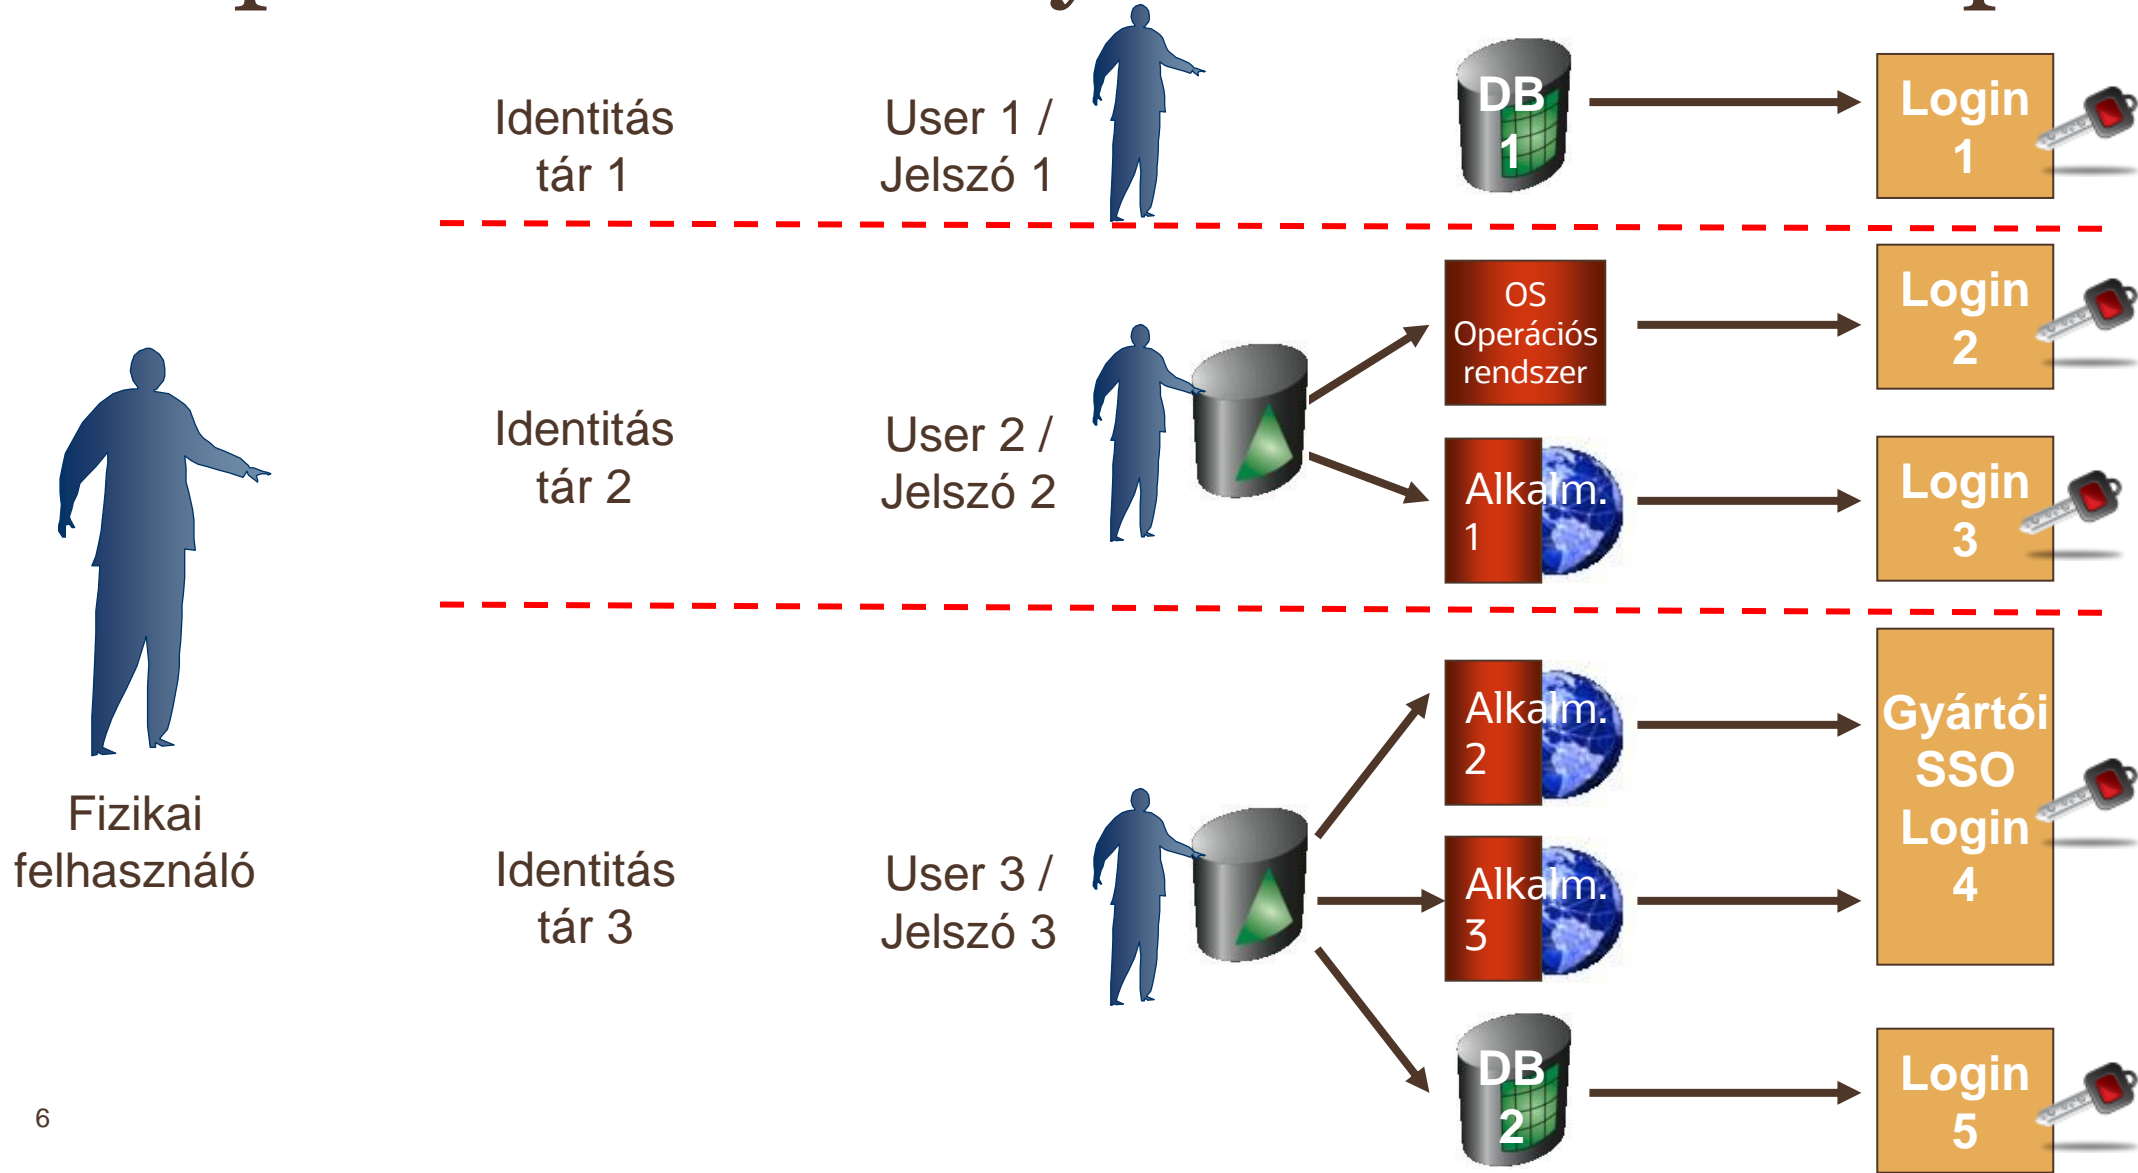 Identitás
tár 1
User 1 /
Jelszó 1
DB
1
Login
1
Identitás
tár 2
User 2 /
Jelszó 2
OS
Operációs
rendszer
Login
2
Alkalm.
1
Login
3
Fizikai
felhasználó
Identitás
tár 3
User 3 /
Jelszó 3
Alkalm.
2
Alkalm.
3
Gyártói
SSO
Login
4
DB
2
Login
5
6